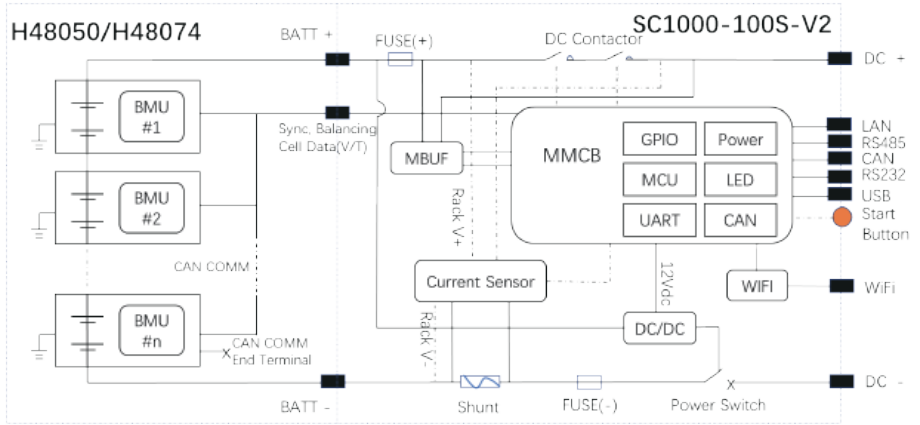 H48050/H48074
SC1000-100S-V2
BATT +
FUSE(+)
DC Contactor
DC +
BMU
#1
Sync, Balancing
Cell Data(V/T)
MBUF
MMCB
GPIO
Power
MCU
LED
UART
CAN
LAN
RS485
CAN
RS232
USB
Start
Button
BMU
#2
Rack V+
CAN COMM
Current Sensor
12Vdc
WIFI
WiFi
BMU
#n
CAN COMM
End Terminal
Rack V-
DC/DC
BATT -
Shunt
FUSE(-)
X
Power Switch
DC -